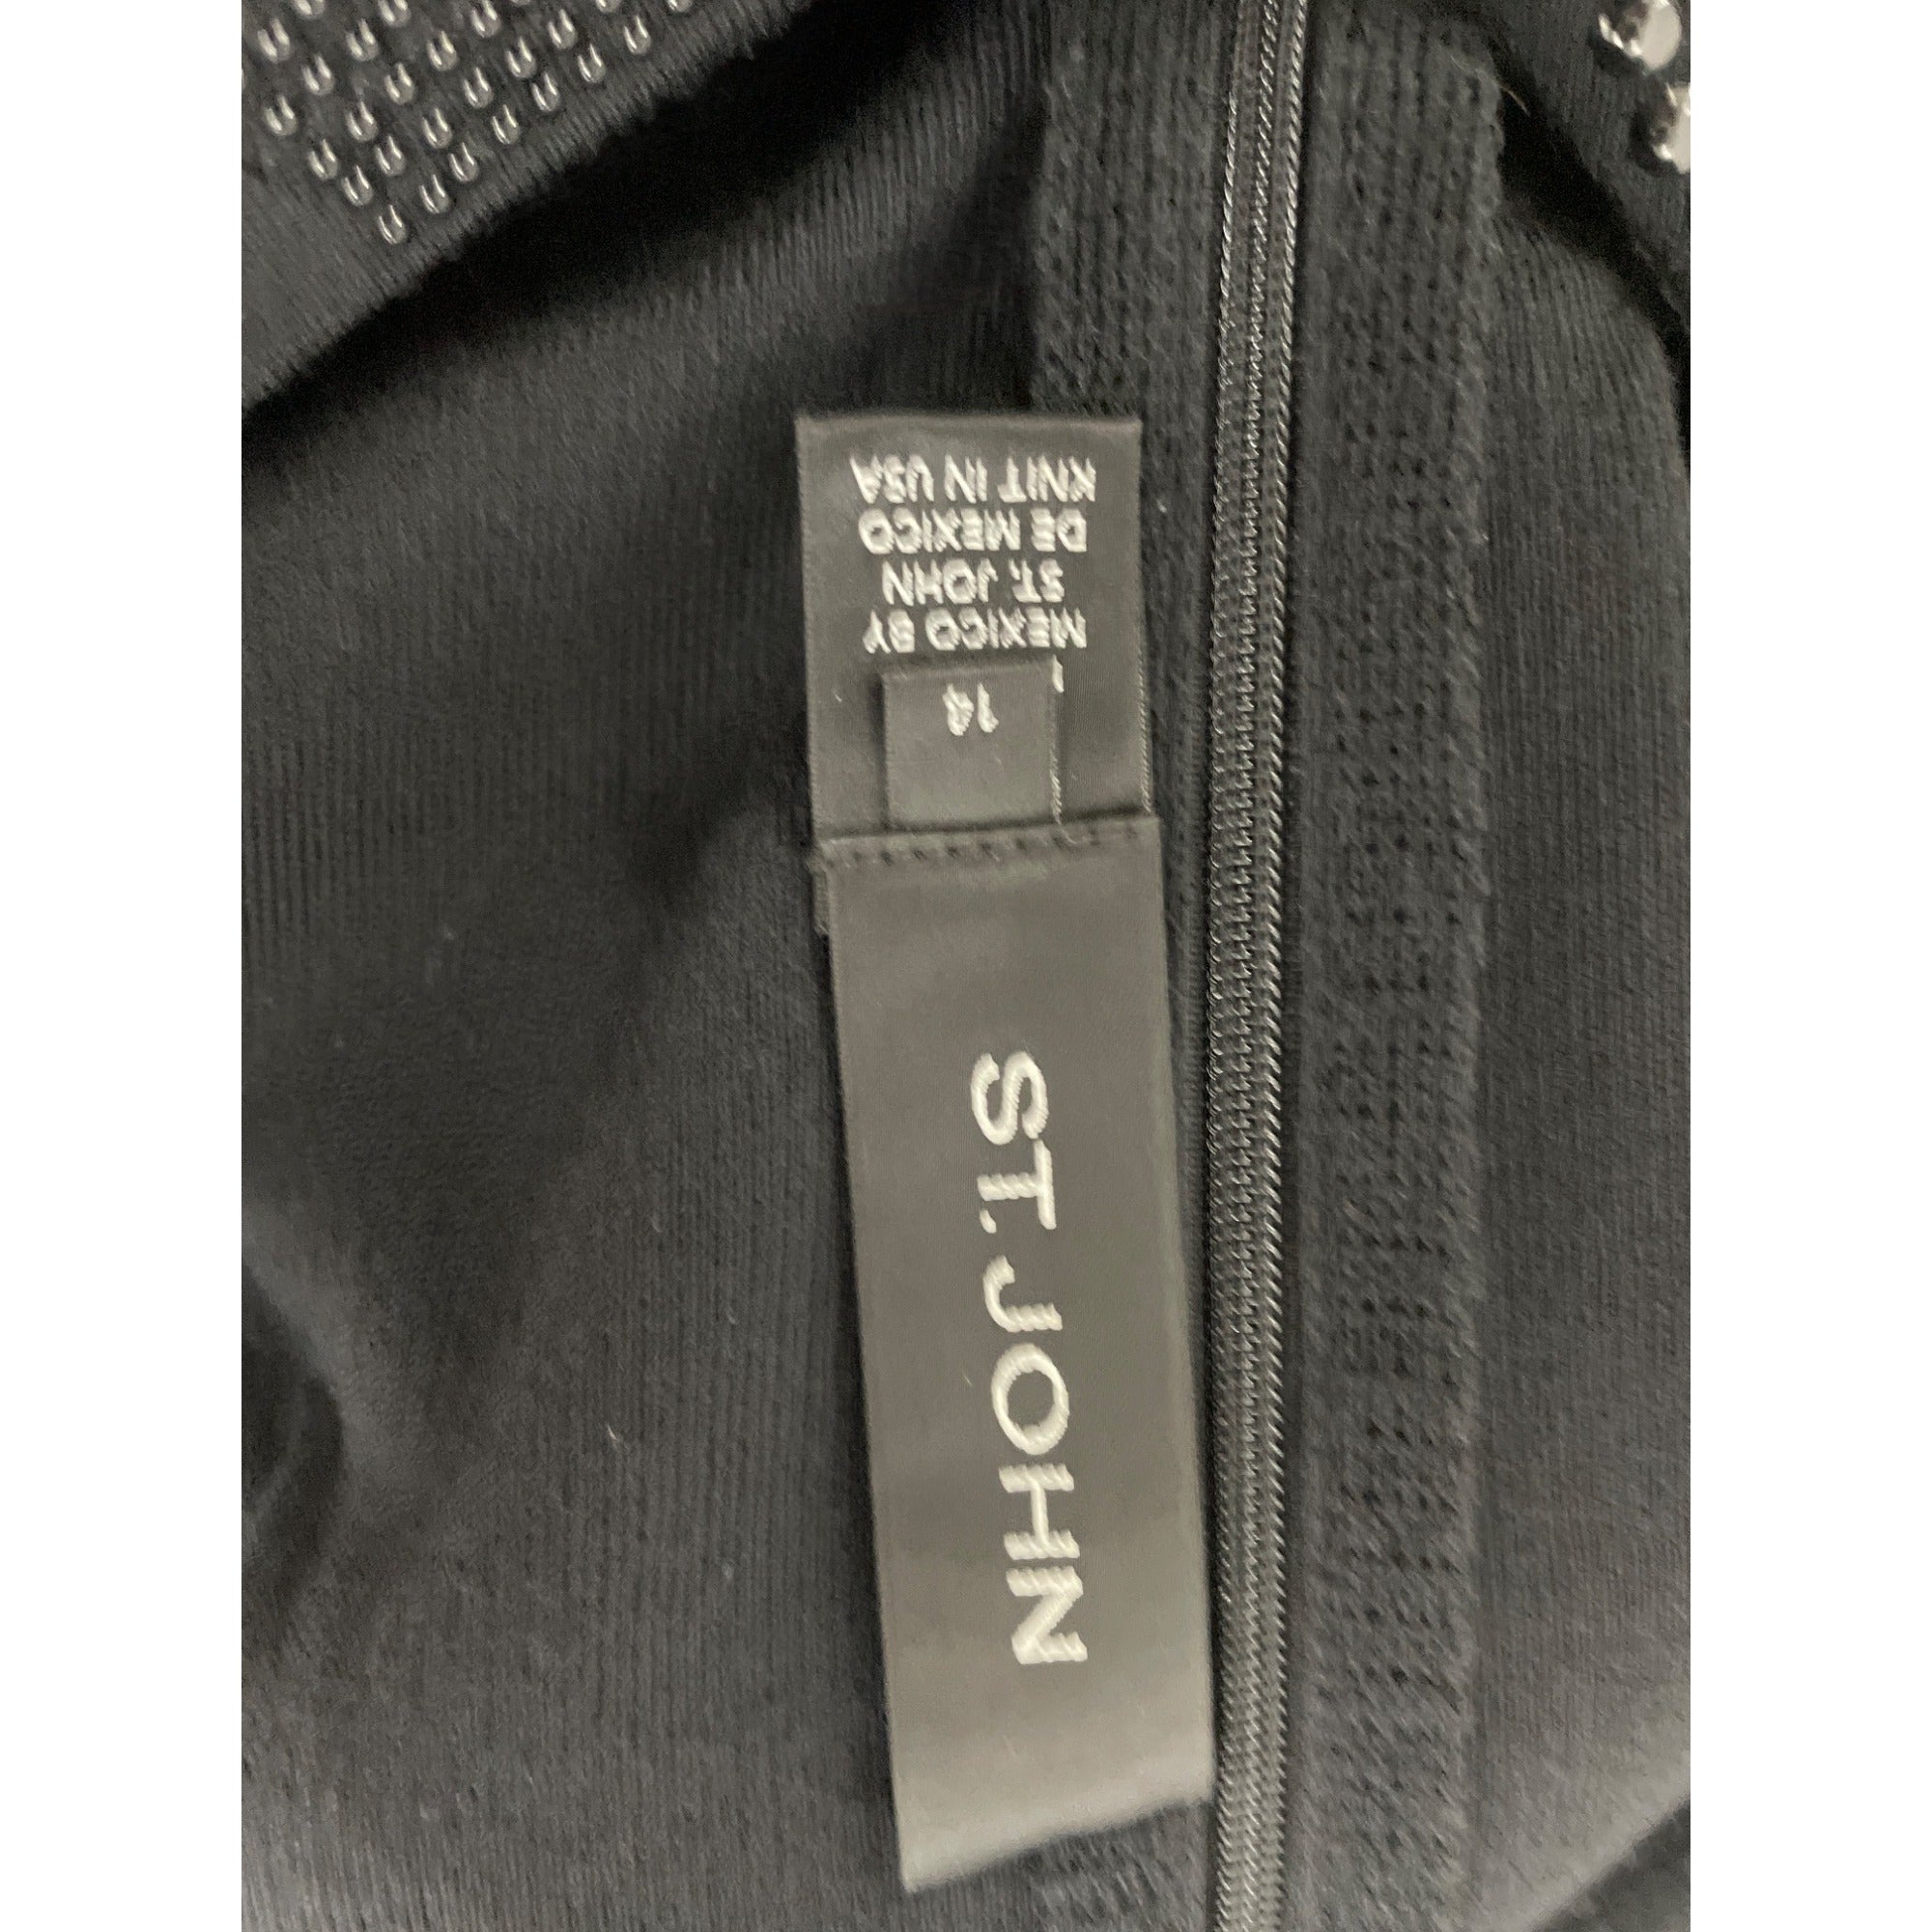 ST. JOHN
14
MEXICO BY
ST. JOHN
DE MEXICO
KNIT IN USA